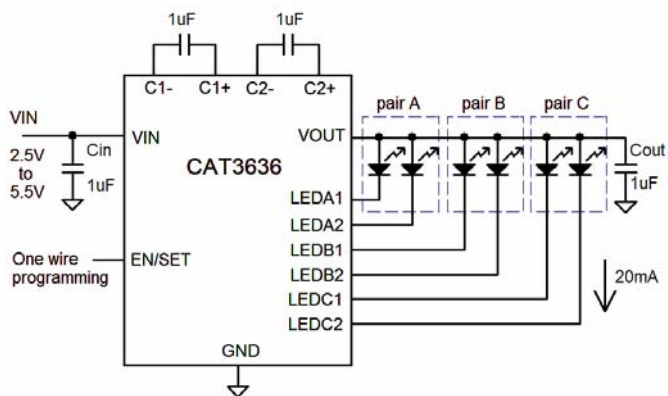 1uF
1uF
C1-
C1+
C2-
C2+
pair A
pair B
pair C
VIN
VIN
VOUT
Cin
Cout
2.5V
to
5.5V
1uF
1uF
CAT3636
LEDA1
LEDA2
LEDB1
LEDB2
LEDC1
LEDC2
One wire
programming
EN/SET
20mA
GND